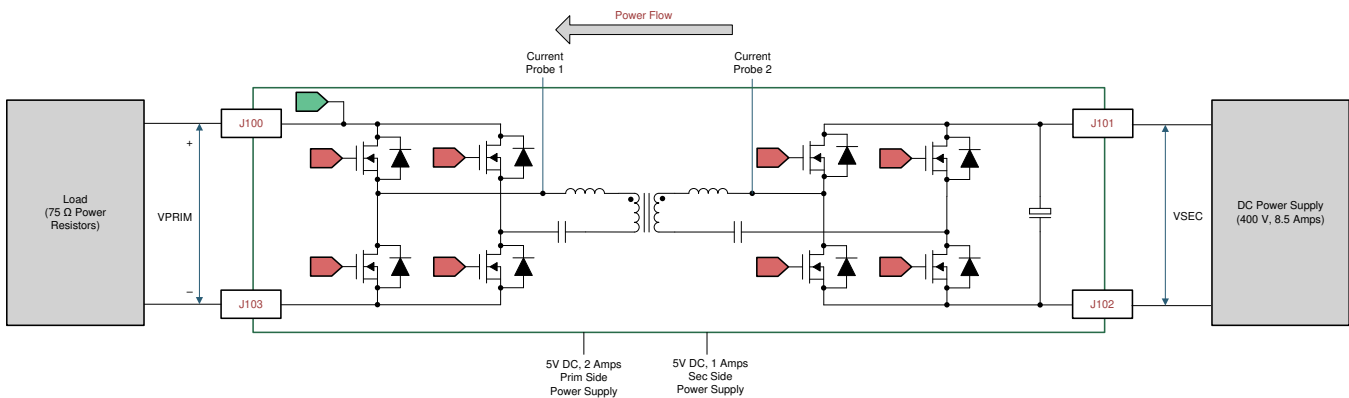 Power Flow
Current
Probe 1
Current
Probe 2
J100
J101
+
Load
(75 Ω Power
Resistors)
VPRIM
VSEC
DC Power Supply
(400 V, 8.5 Amps)
–
J103
J102
5V DC, 2 Amps
Prim Side
Power Supply
5V DC, 1 Amps
Sec Side
Power Supply